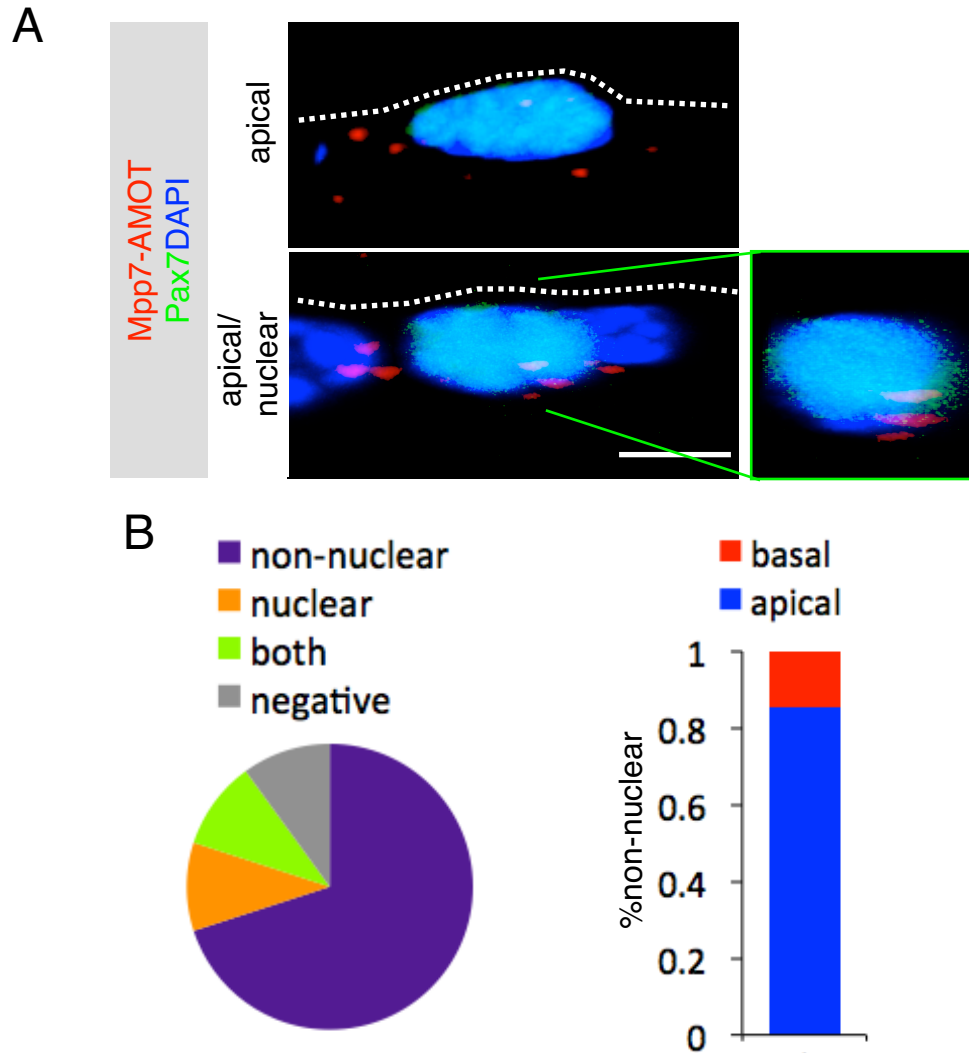 A
Mpp7-AMOT
Pax7DAPI
apical
apical/
nuclear
B
non-nuclear
nuclear
both
negative
basal
apical
%non-nuclear
1
0.8
0.6
0.4
0.2
0